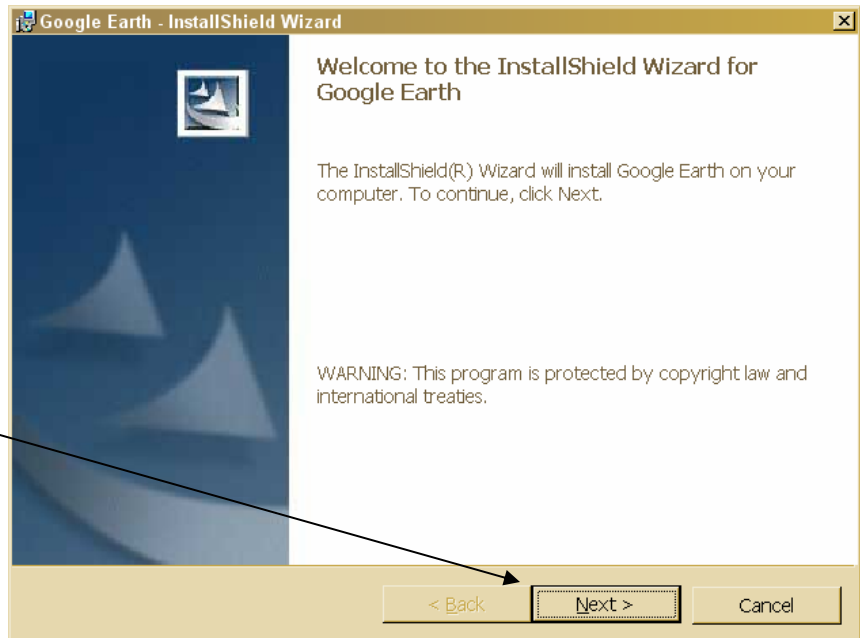 Google Earth - InstallShield Wizard
Welcome to the InstallShield Wizard for
Google Earth
The InstallShield(R) Wizard will install Google Earth on your
computer. To continue, click Next.
WARNING: This program is protected by copyright law and
international treaties.
< Back
Next >
Cancel